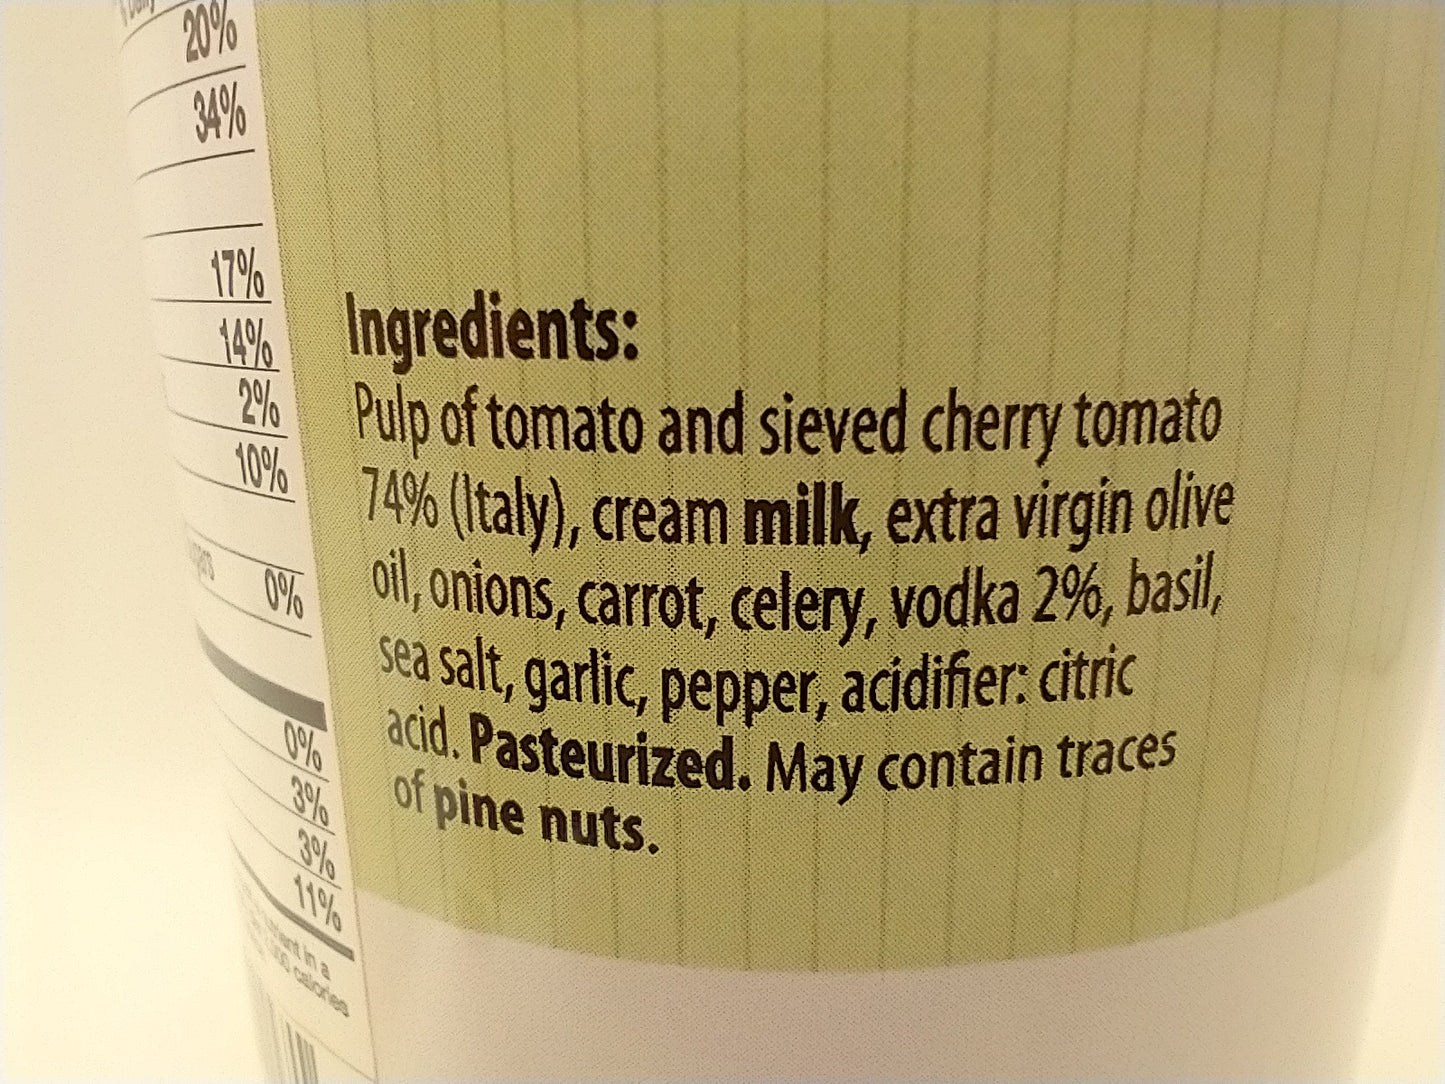 20%
34%
17%
14%
2%
10%
0%
0%
3%
3%
11%
in a
calories
Ingredients:
Pulp of tomato and sieved cherry tomato
74% (Italy), cream milk, extra virgin olive
oil, onions, carrot, celery, vodka 2%, basil,
sea salt, garlic, pepper, acidifier: citric
acid. Pasteurized. May contain traces
of pine nuts.